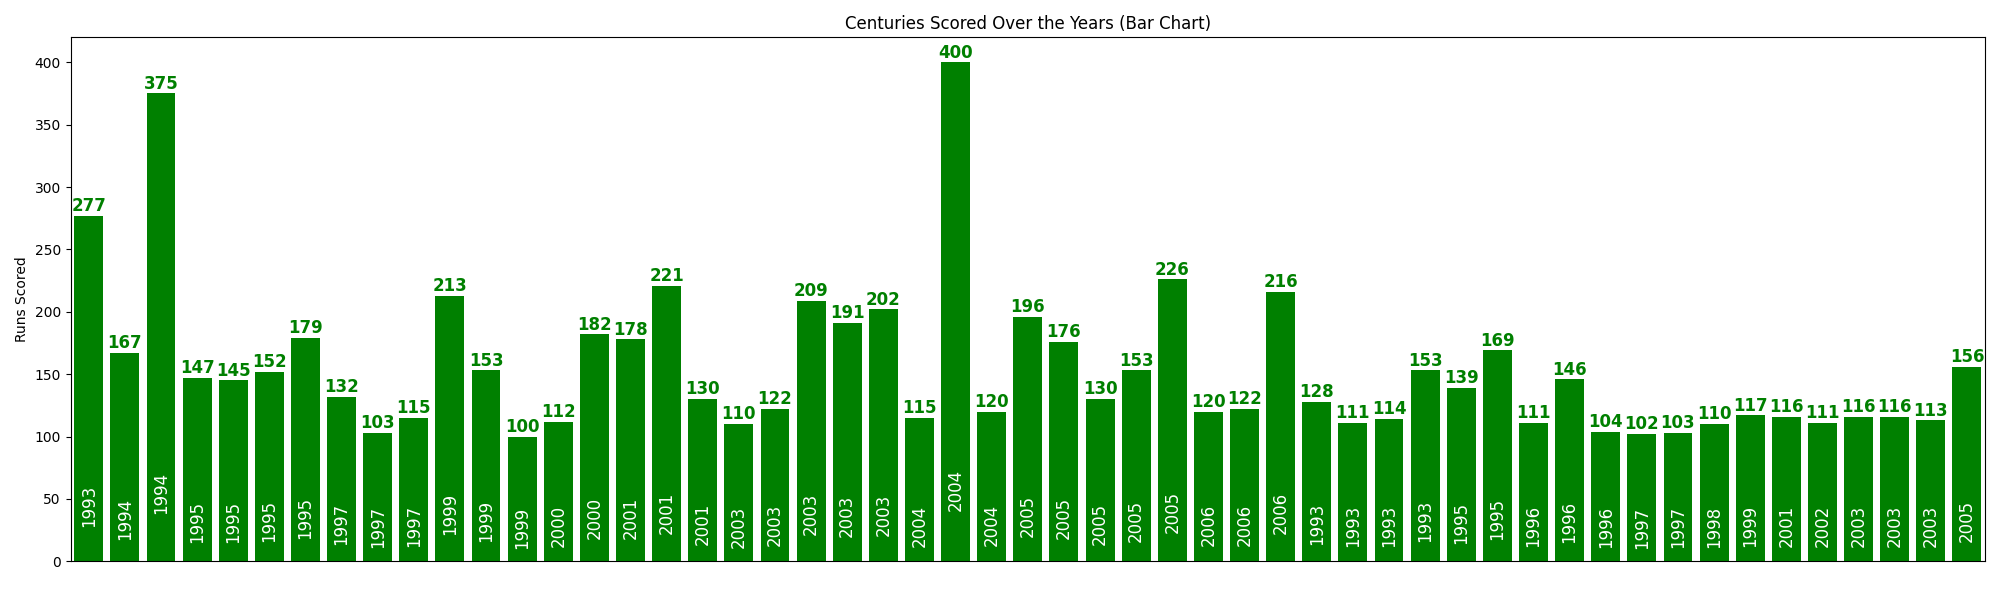 Centuries Scored Over the Years (Bar Chart)
Runs Scored
400
350
300
250
200
150
100
50
0
277 167 375 147 145 152 179 132 103 115 213 153 100 112 182 178 221 130 110 122 209 191 202 115 400 120 196 176 130 153 226 120 122 216 128 111 114 153 139 169 111 146 104 102 103 110 117 116 111 116 116 113 156
1993 1994 1994 1995 1995 1995 1995 1997 1997 1997 1999 1999 1999 2000 2000 2001 2001 2001 2003 2003 2003 2003 2003 2004 2004 2004 2005 2005 2005 2005 2005 2006 2006 2006 1993 1993 1993 1993 1995 1995 1996 1996 1996 1997 1997 1998 1999 2001 2002 2003 2003 2003 2005